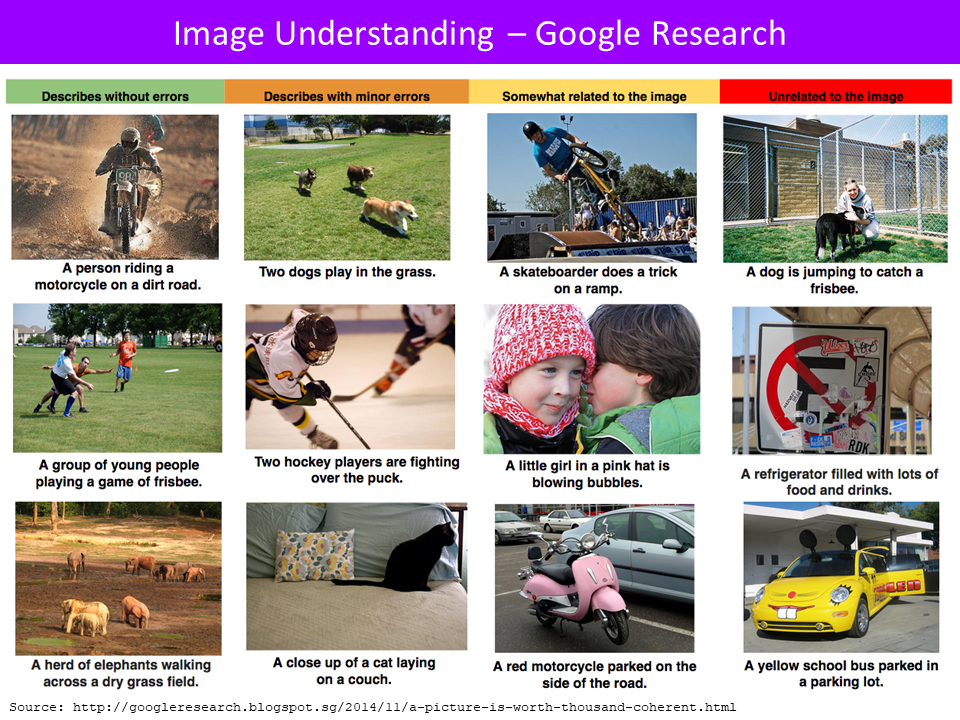 Image Understanding – Google Research
Describes without errors
Describes with minor errors
Somewhat related to the image
Unrelated to the image
A person riding a
motorcycle on a dirt road.
Two dogs play in the grass.
A skateboarder does a trick
on a ramp.
A dog is jumping to catch a
frisbee.
A group of young people
playing a game of frisbee.
Two hockey players are fighting
over the puck.
A little girl in a pink hat is
blowing bubbles.
RDK
A refrigerator filled with lots of
food and drinks.
A herd of elephants walking
across a dry grass field.
A close up of a cat laying
on a couch.
A red motorcycle parked on the
side of the road.
A yellow school bus parked in
a parking lot.
Source: http://googleresearch.blogspot.sg/2014/11/a-picture-is-worth-thousand-coherent.html